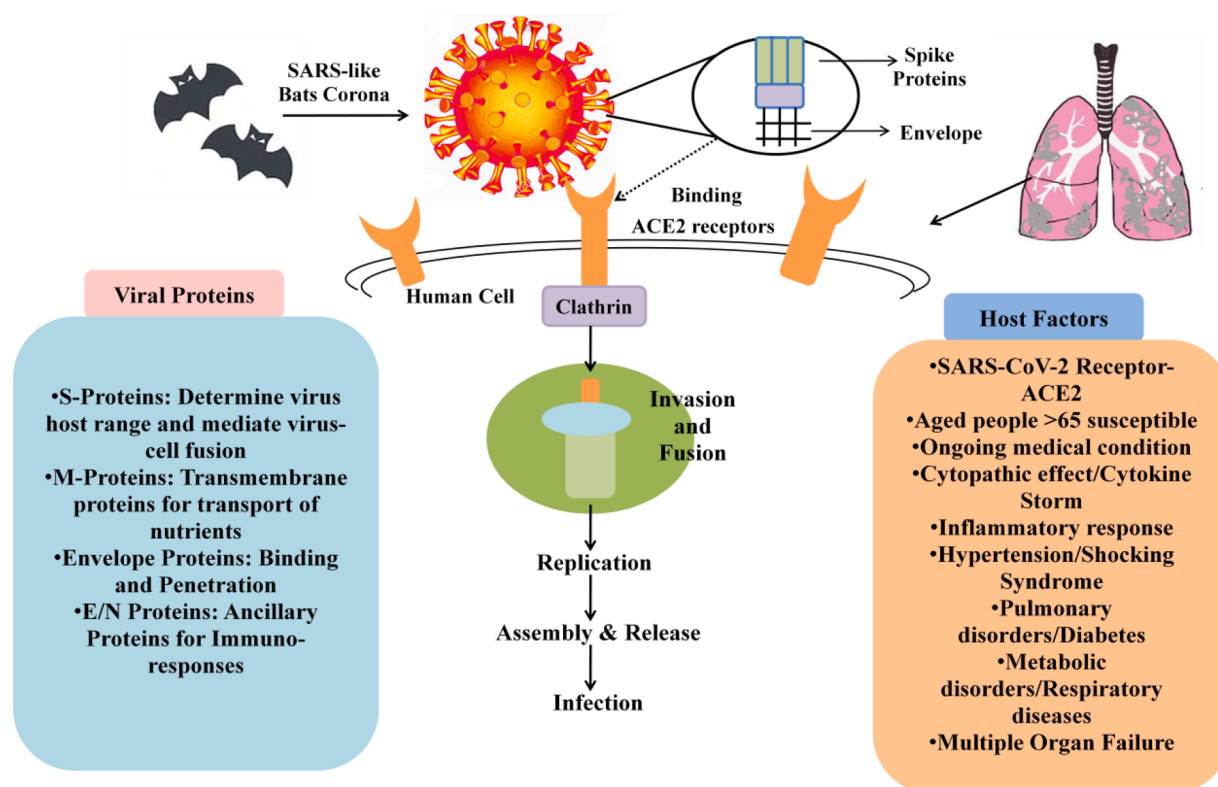 SARS-like
Bats Corona
Spike
Proteins
Envelope
Binding
ACE2 receptors
Human Cell
Clathrin
Invasion
and
Fusion
Replication
Assembly & Release
Infection
Viral Proteins
•S-Proteins: Determine virus
host range and mediate virus-
cell fusion
•M-Proteins: Transmembrane
proteins for transport of
nutrients
•Envelope Proteins: Binding
and Penetration
•E/N Proteins: Ancillary
Proteins for Immuno-
responses
Host Factors
•SARS-CoV-2 Receptor-
ACE2
•Aged people >65 susceptible
•Ongoing medical condition
•Cytopathic effect/Cytokine
Storm
•Inflammatory response
•Hypertension/Shocking
Syndrome
•Pulmonary
disorders/Diabetes
•Metabolic
disorders/Respiratory
diseases
•Multiple Organ Failure